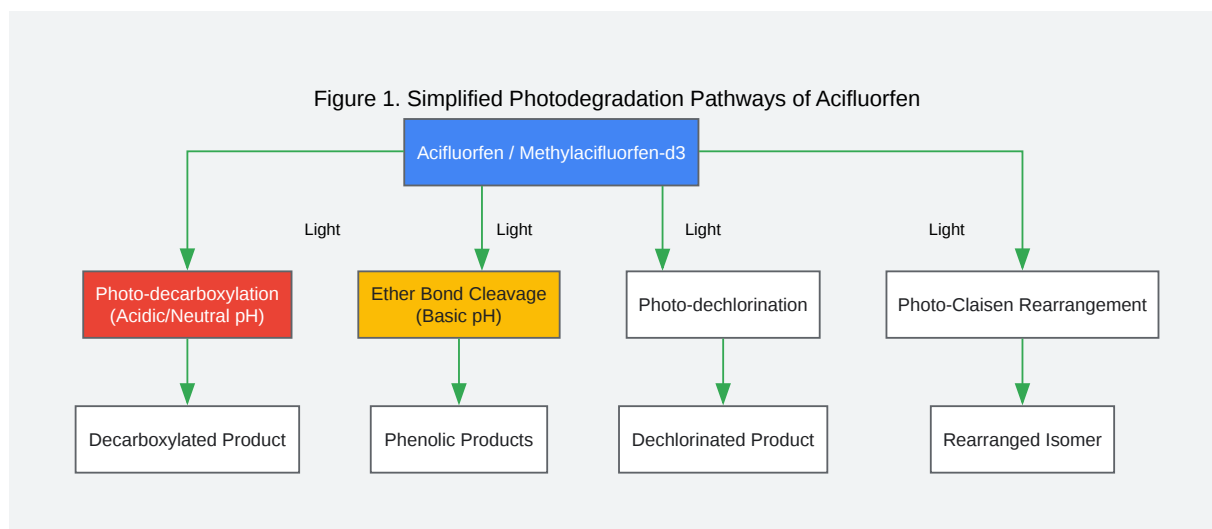 Figure 1. Simplified Photodegradation Pathways of Acifluorfen
Acifluorfen / Methylacifluorfen-d3
Light
Light
Light
Light
Photo-decarboxylation
(Acidic/Neutral pH)
Ether Bond Cleavage
(Basic pH)
Photo-dechlorination
Photo-Claisen Rearrangement
Decarboxylated Product
Phenolic Products
Dechlorinated Product
Rearranged Isomer